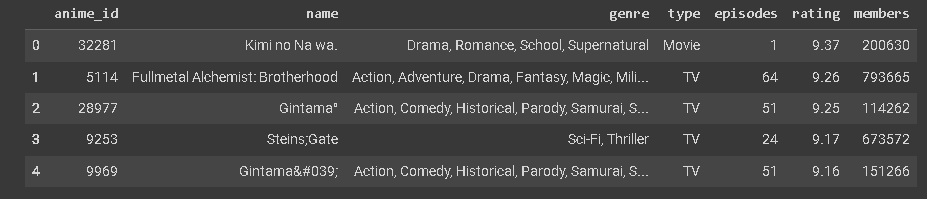 anime_id name genre type episodes rating members
0 32281 Kimi no Na wa. Drama, Romance, School, Supernatural Movie 1 9.37 200630
1 5114 Fullmetal Alchemist: Brotherhood Action, Adventure, Drama, Fantasy, Magic, Mili... TV 64 9.26 793665
2 28977 Gintama° Action, Comedy, Historical, Parody, Samurai, S... TV 51 9.25 114262
3 9253 Steins;Gate Sci-Fi, Thriller TV 24 9.17 673572
4 9969 Gintama&#039; Action, Comedy, Historical, Parody, Samurai, S... TV 51 9.16 151266